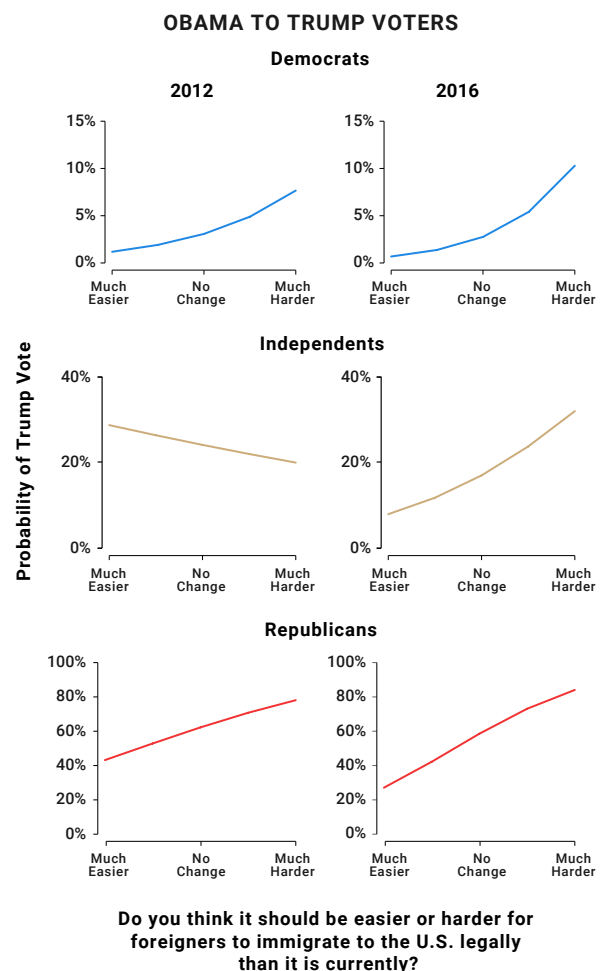 OBAMA TO TRUMP VOTERS
Democrats
2012
2016
15%
10%
5%
0%
Much Easier
No Change
Much Harder
15%
10%
5%
0%
Much Easier
No Change
Much Harder
Probability of Trump Vote
Independents
40%
20%
0%
Much Easier
No Change
Much Harder
40%
20%
0%
Much Easier
No Change
Much Harder
Republicans
100%
80%
60%
40%
20%
0%
Much Easier
No Change
Much Harder
100%
80%
60%
40%
20%
0%
Much Easier
No Change
Much Harder
Do you think it should be easier or harder for
foreigners to immigrate to the U.S. legally
than it is currently?